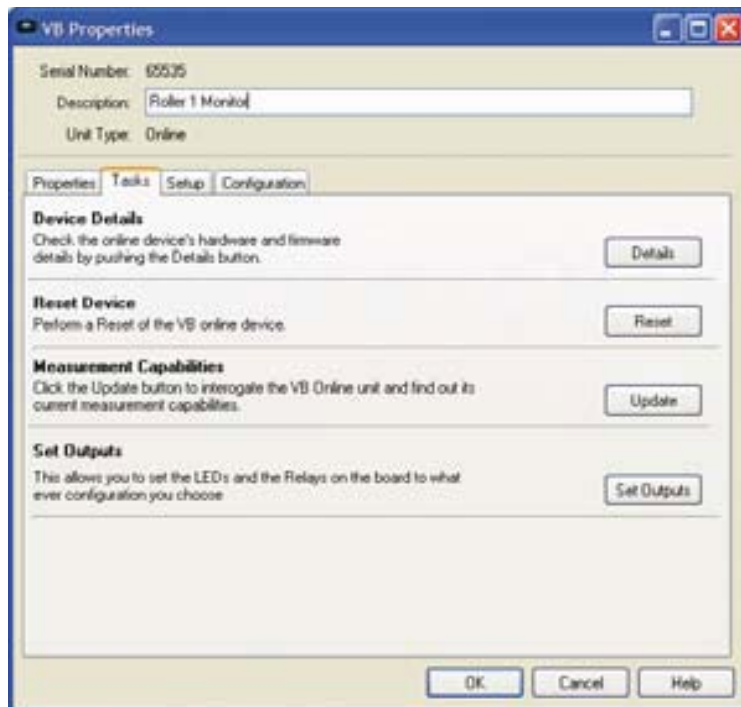 VB Properties
Serial Number: 65535
Description: Roller 1 Monitor
Unit Type: Online
Properties Tasks Setup Configuration
Device Details
Check the online device's hardware and firmware
details by pushing the Details button.
Details
Reset Device
Perform a Reset of the VB online device.
Reset
Measurement Capabilities
Click the Update button to interogate the VB Online unit and find out its
current measurement capabilities.
Update
Set Outputs
This allows you to set the LEDs and the Relays on the board to what
ever configuration you choose
Set Outputs
OK Cancel Help